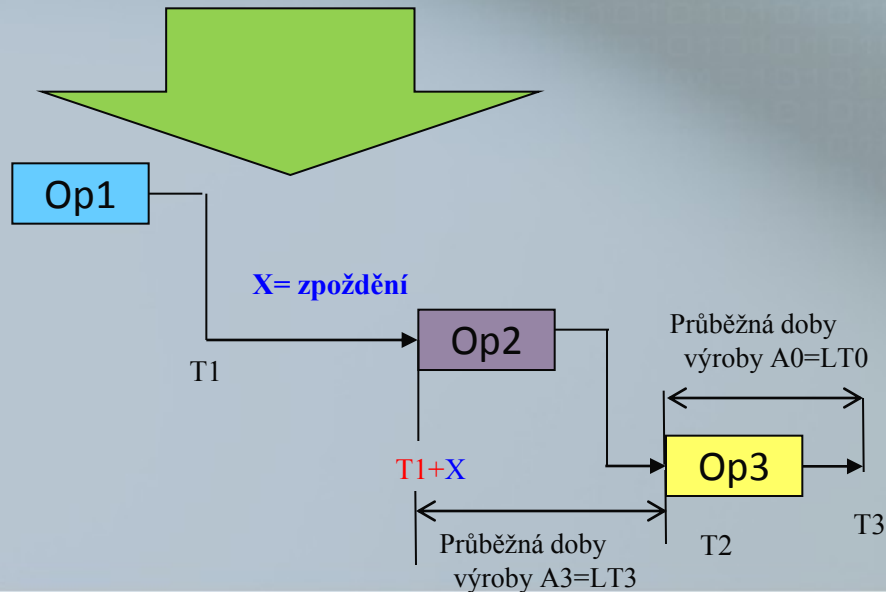 Op1
X= zpoždění
Op2
Průběžná doby
výroby A0=LT0
T1
T1+X
Op3
T3
T2
Průběžná doby
výroby A3=LT3